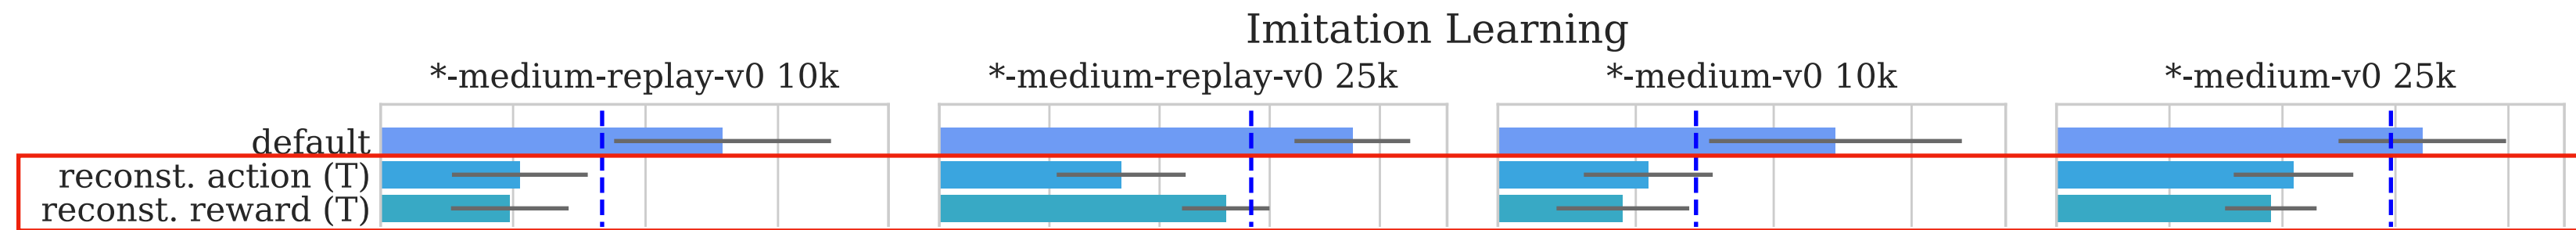 Imitation Learning
*-medium-replay-v0 10k
*-medium-replay-v0 25k
*-medium-v0 10k
*-medium-v0 25k
default
reconst. action (T)
reconst. reward (T)